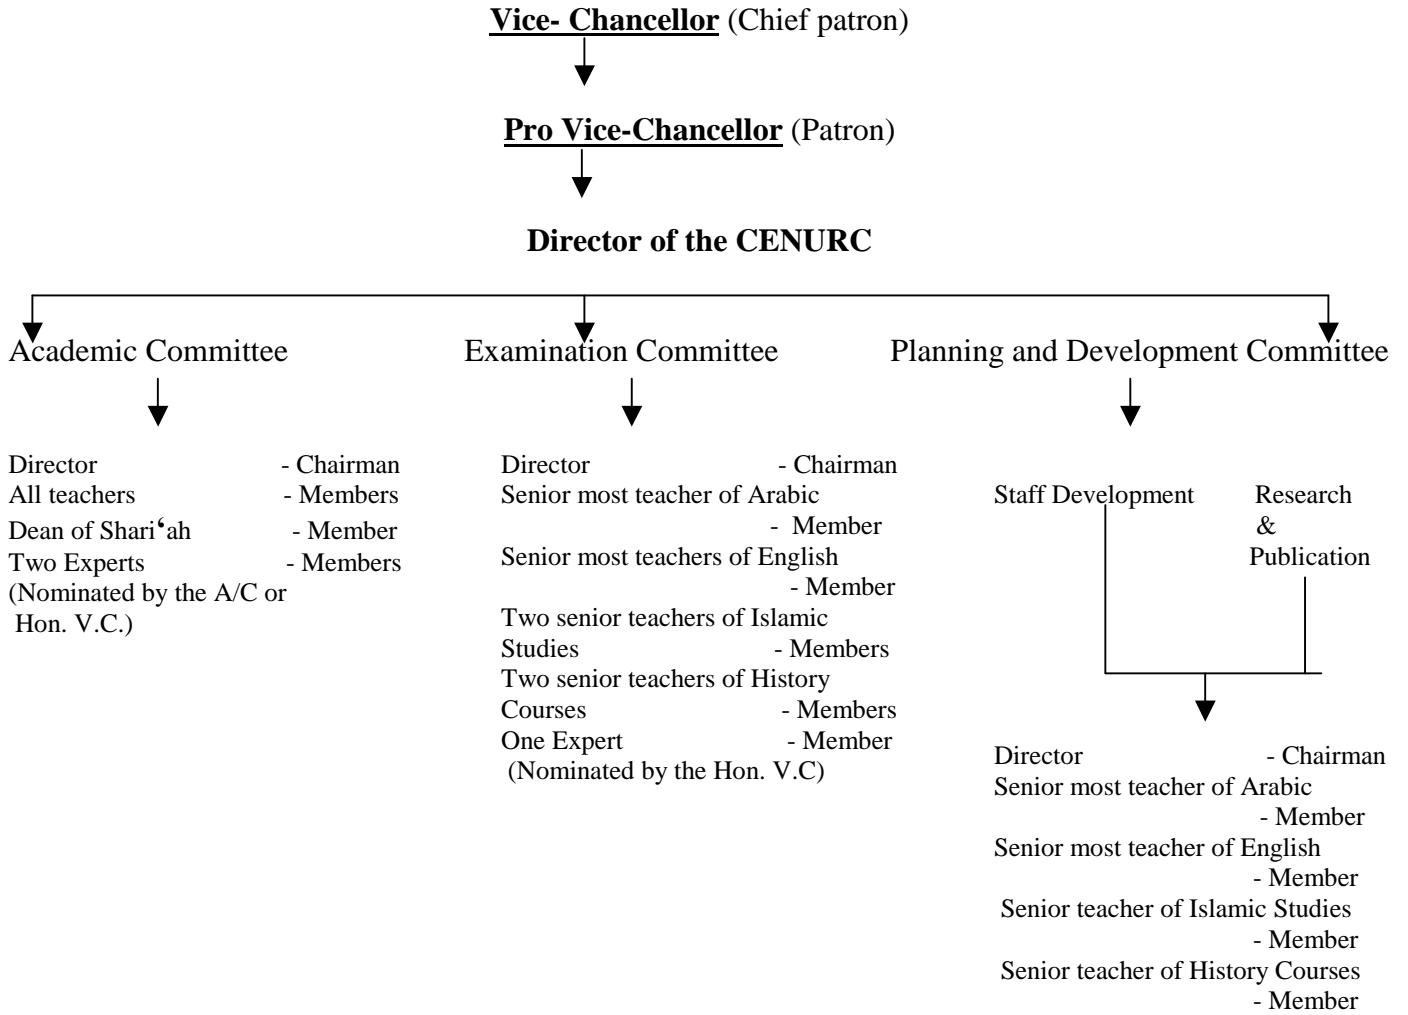 Vice- Chancellor (Chief patron)
Pro Vice-Chancellor (Patron)
Director of the CENURC
Academic Committee
Director - Chairman
All teachers - Members
Dean of Shari‘ah - Member
Two Experts - Members
(Nominated by the A/C or
Hon. V.C.)
Examination Committee
Director - Chairman
Senior most teacher of Arabic
- Member
Senior most teachers of English
- Member
Two senior teachers of Islamic
Studies - Members
Two senior teachers of History
Courses - Members
One Expert - Member
(Nominated by the Hon. V.C)
Planning and Development Committee
Staff Development
Research
&
Publication
Director - Chairman
Senior most teacher of Arabic
- Member
Senior most teacher of English
- Member
Senior teacher of Islamic Studies
- Member
Senior teacher of History Courses
- Member